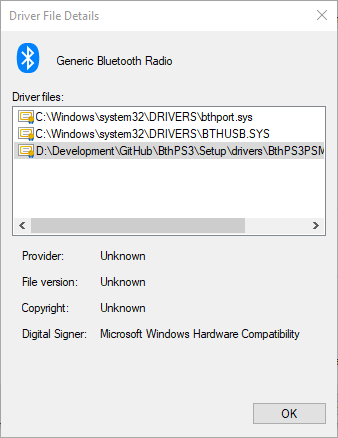 Driver File Details
Generic Bluetooth Radio
Driver files:
C:\Windows\system32\DRIVERS\bthport.sys
C:\Windows\system32\DRIVERS\BTHUSB.SYS
D:\Development\GitHub\BthPS3\Setup\drivers\BthPS3PSM
Provider: Unknown
File version: Unknown
Copyright: Unknown
Digital Signer: Microsoft Windows Hardware Compatibility
OK